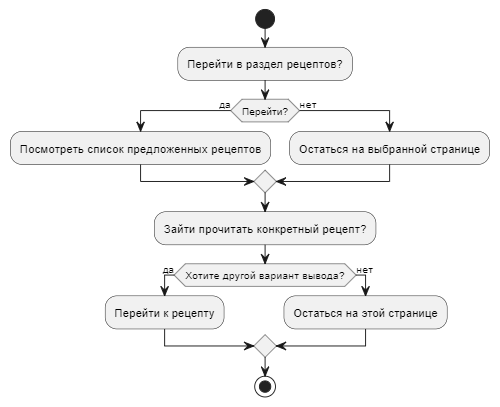 Перейти в раздел рецептов?
да
Перейти?
нет
Посмотреть список предложенных рецептов
Остаться на выбранной странице
Зайти прочитать конкретный рецепт?
да
Хотите другой вариант вывода?
нет
Перейти к рецепту
Остаться на этой странице